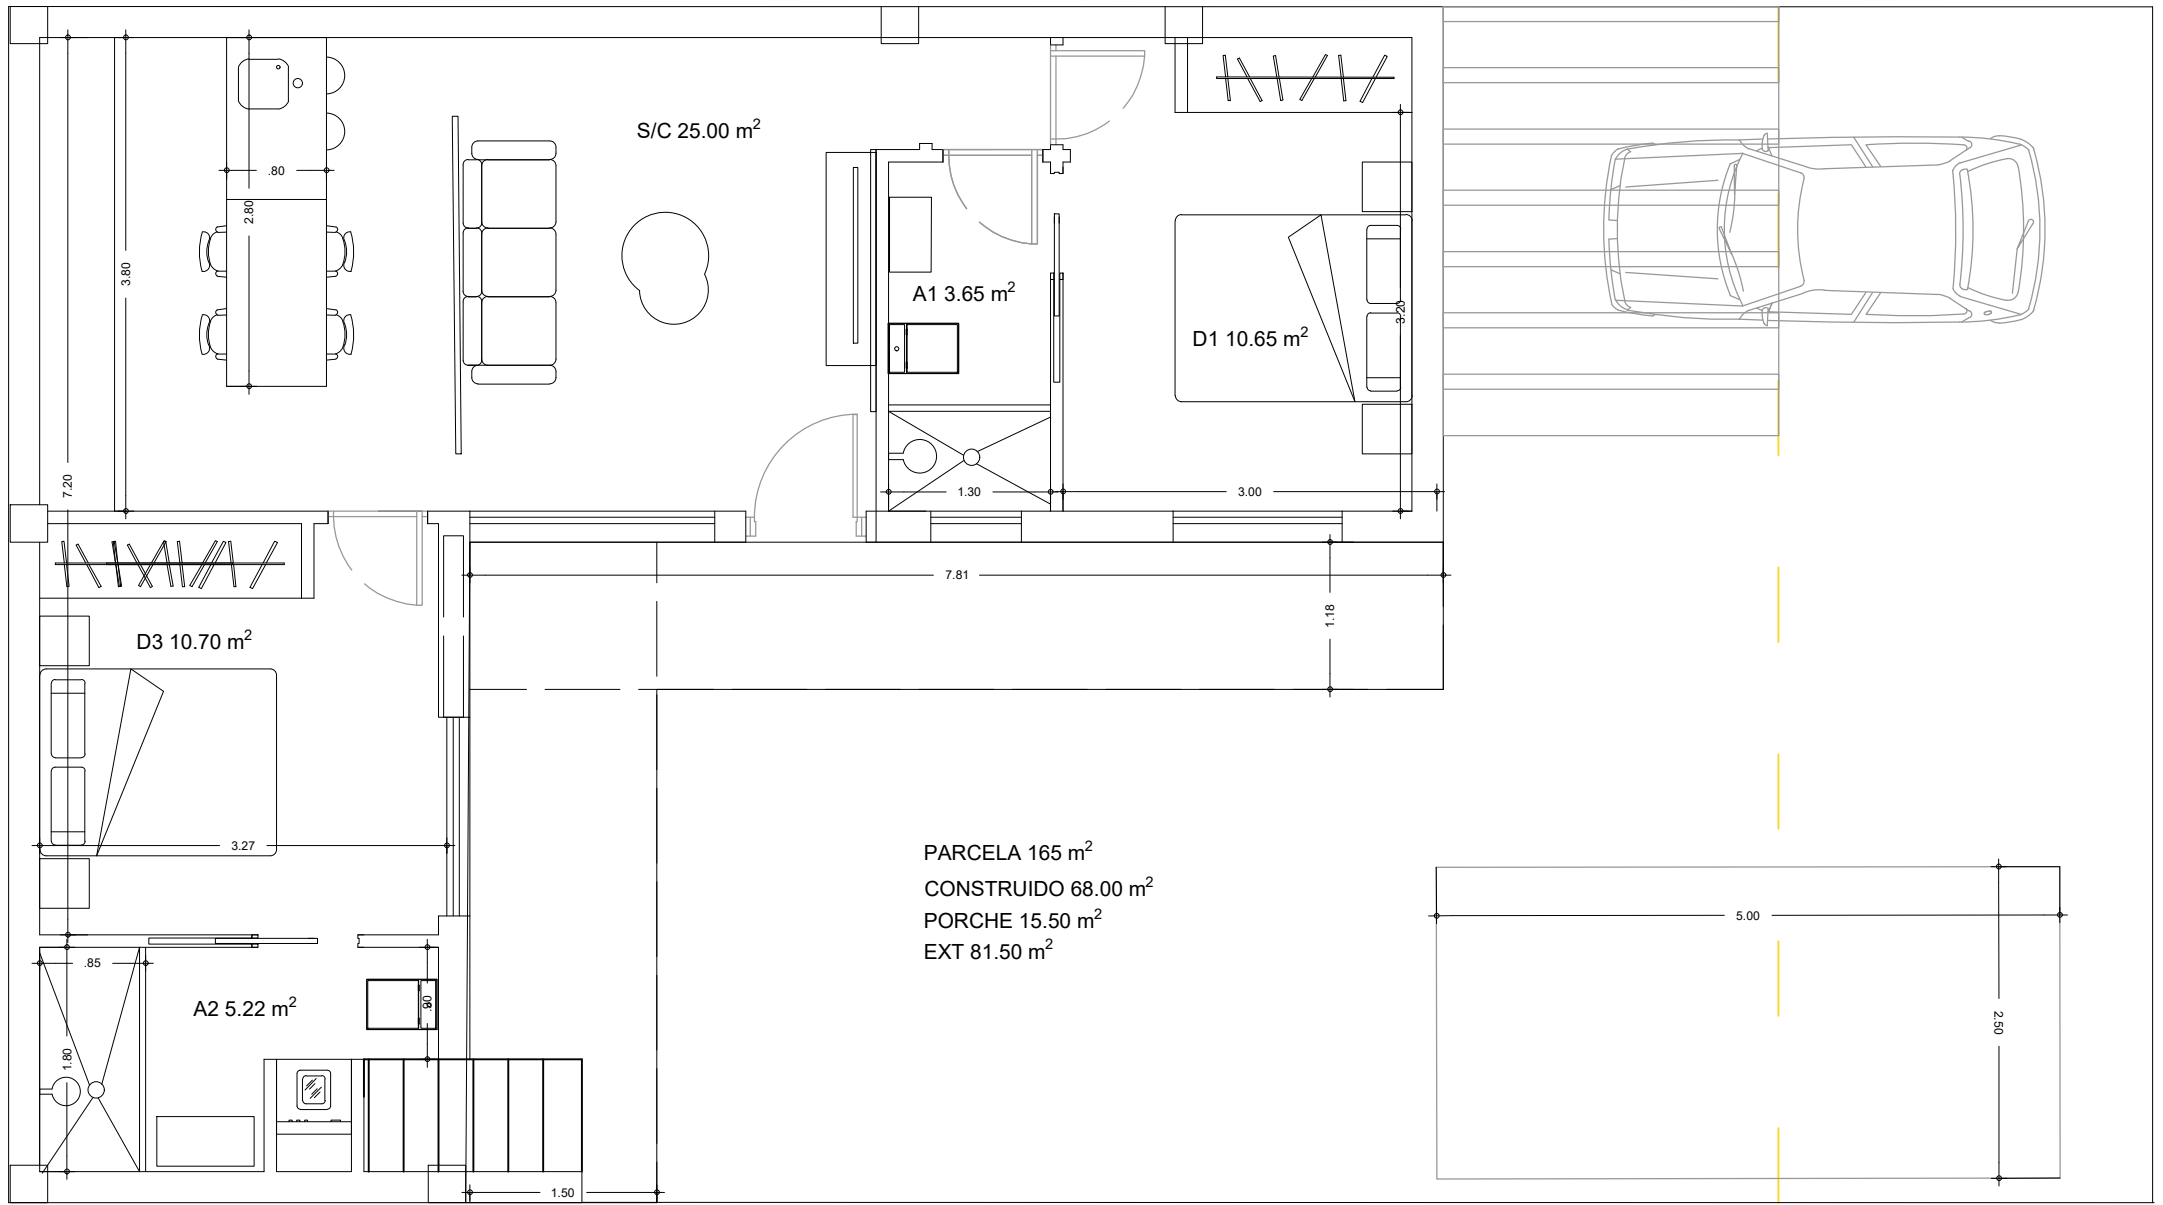 S/C 25.00 m²
.80
2.80
3.80
A1 3.65 m²
D1 10.65 m²
3.20
7.20
1.30
3.00
7.81
1.18
D3 10.70 m²
3.27
PARCELA 165 m²
CONSTRUIDO 68.00 m²
PORCHE 15.50 m²
EXT 81.50 m²
5.00
.85
A2 5.22 m²
.90
2.50
1.80
1.50